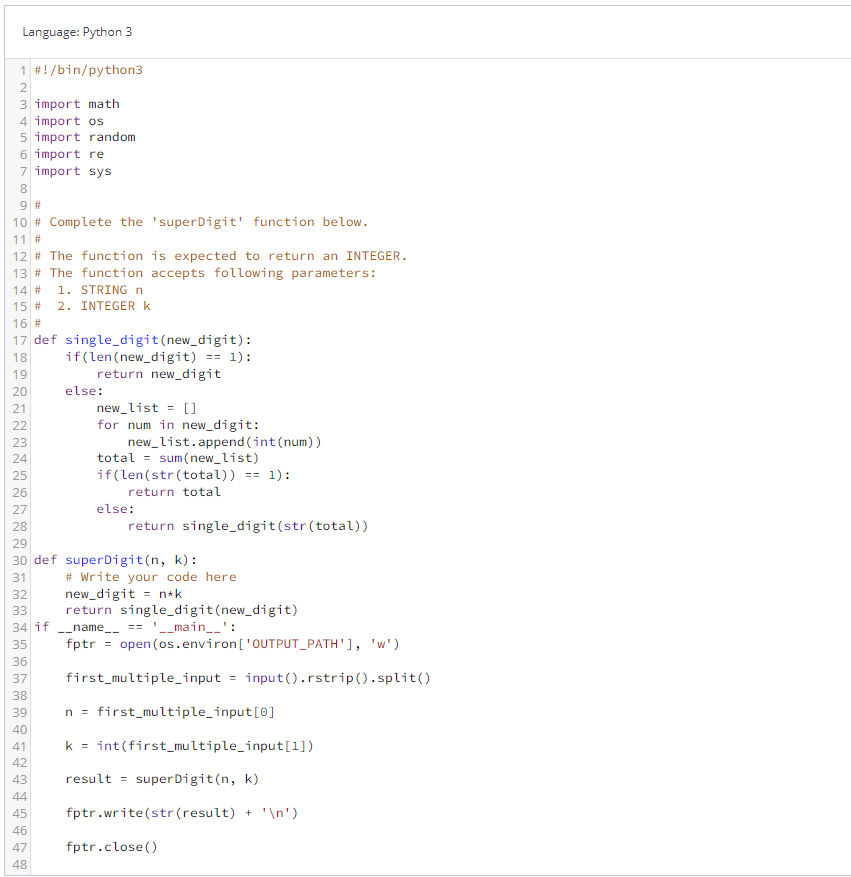 Language: Python 3
1 #!/bin/python3
2
3 import math
4 import os
5 import random
6 import re
7 import sys
8
9 #
10 # Complete the 'superDigit' function below.
11 #
12 # The function is expected to return an INTEGER.
13 # The function accepts following parameters:
14 #  1. STRING n
15 #  2. INTEGER k
16 #
17 def single_digit(new_digit):
18     if(len(new_digit) == 1):
19         return new_digit
20     else:
21         new_list = []
22         for num in new_digit:
23             new_list.append(int(num))
24         total = sum(new_list)
25         if(len(str(total)) == 1):
26             return total
27         else:
28             return single_digit(str(total))
29
30 def superDigit(n, k):
31     # Write your code here
32     new_digit = n*k
33     return single_digit(new_digit)
34 if __name__ == '__main__':
35     fptr = open(os.environ['OUTPUT_PATH'], 'w')
36
37     first_multiple_input = input().rstrip().split()
38
39     n = first_multiple_input[0]
40
41     k = int(first_multiple_input[1])
42
43     result = superDigit(n, k)
44
45     fptr.write(str(result) + '\n')
46
47     fptr.close()
48